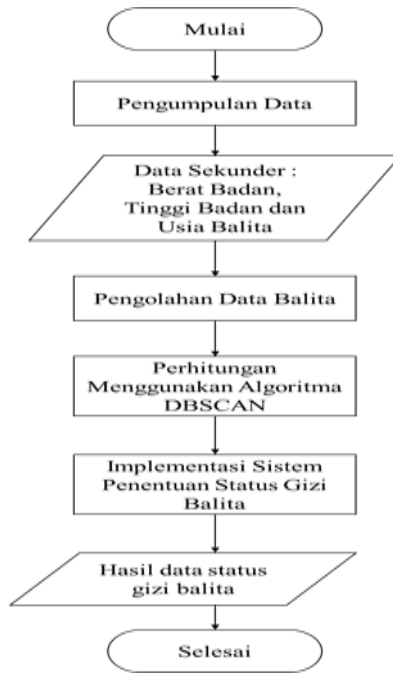 Mulai
Pengumpulan Data
Data Sekunder :
Berat Badan,
Tinggi Badan dan
Usia Balita
Pengolahan Data Balita
Perhitungan
Menggunakan Algoritma
DBSCAN
Implementasi Sistem
Penentuan Status Gizi
Balita
Hasil data status
gizi balita
Selesai